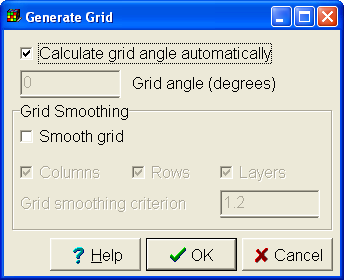 Generate Grid
Calculate grid angle automatically
0 Grid angle (degrees)
Grid Smoothing
Smooth grid
Columns Rows Layers
Grid smoothing criterion 1.2
? Help OK Cancel